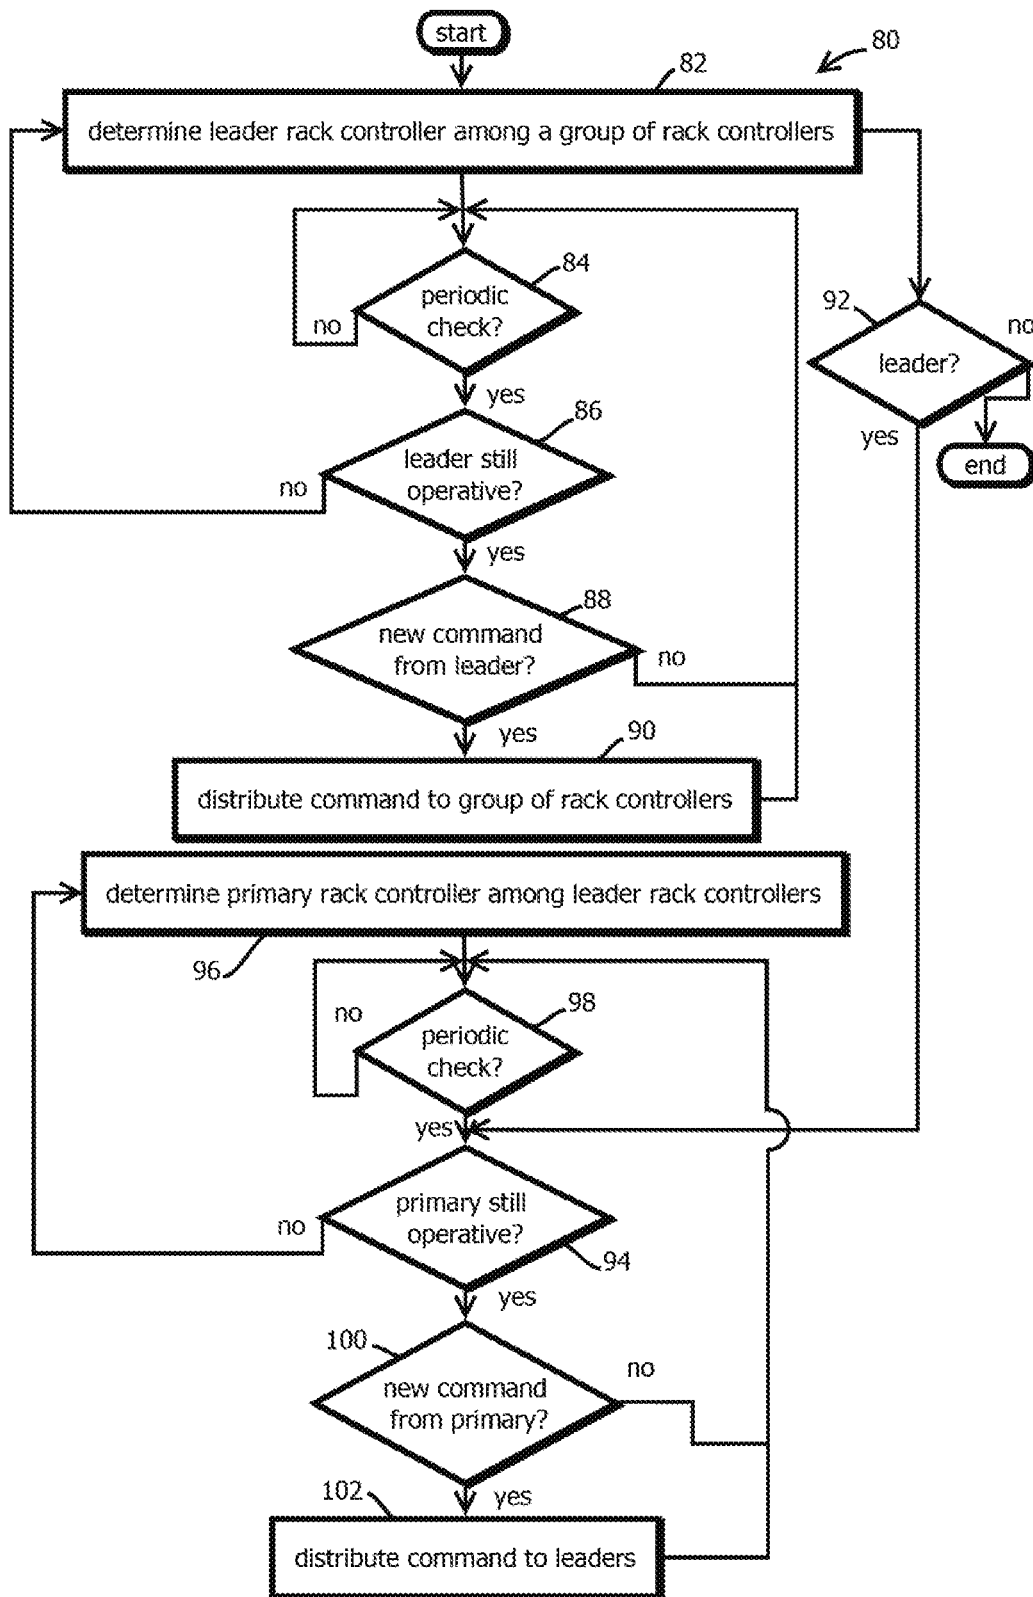 start
80
82
determine leader rack controller among a group of rack controllers
84
periodic
check?
no
yes
92
leader?
no
yes
end
86
leader still
operative?
no
yes
88
new command
from leader?
no
yes
90
distribute command to group of rack controllers
determine primary rack controller among leader rack controllers
96
98
periodic
check?
no
yes
primary still
operative?
no
94
yes
100
new command
from primary?
no
yes
102
distribute command to leaders